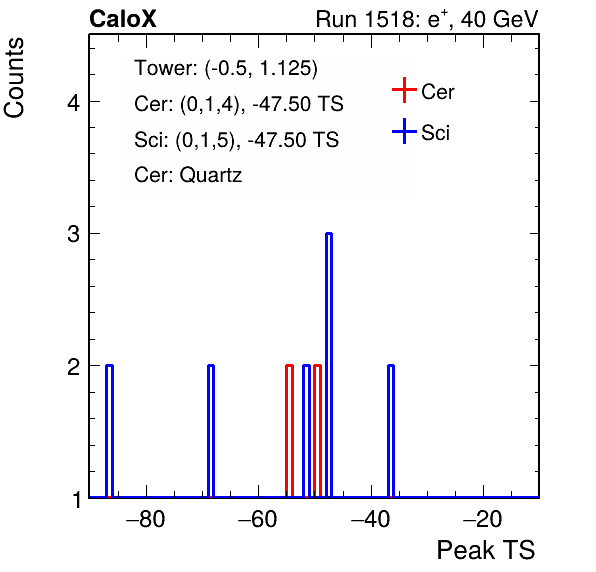 CaloX Run 1518: e⁺, 40 GeV
Counts
Tower: (-0.5, 1.125)
Cer: (0,1,4), -47.50 TS
Sci: (0,1,5), -47.50 TS
Cer: Quartz
Cer
Sci
4
3
2
1
−80 −60 −40 −20
Peak TS